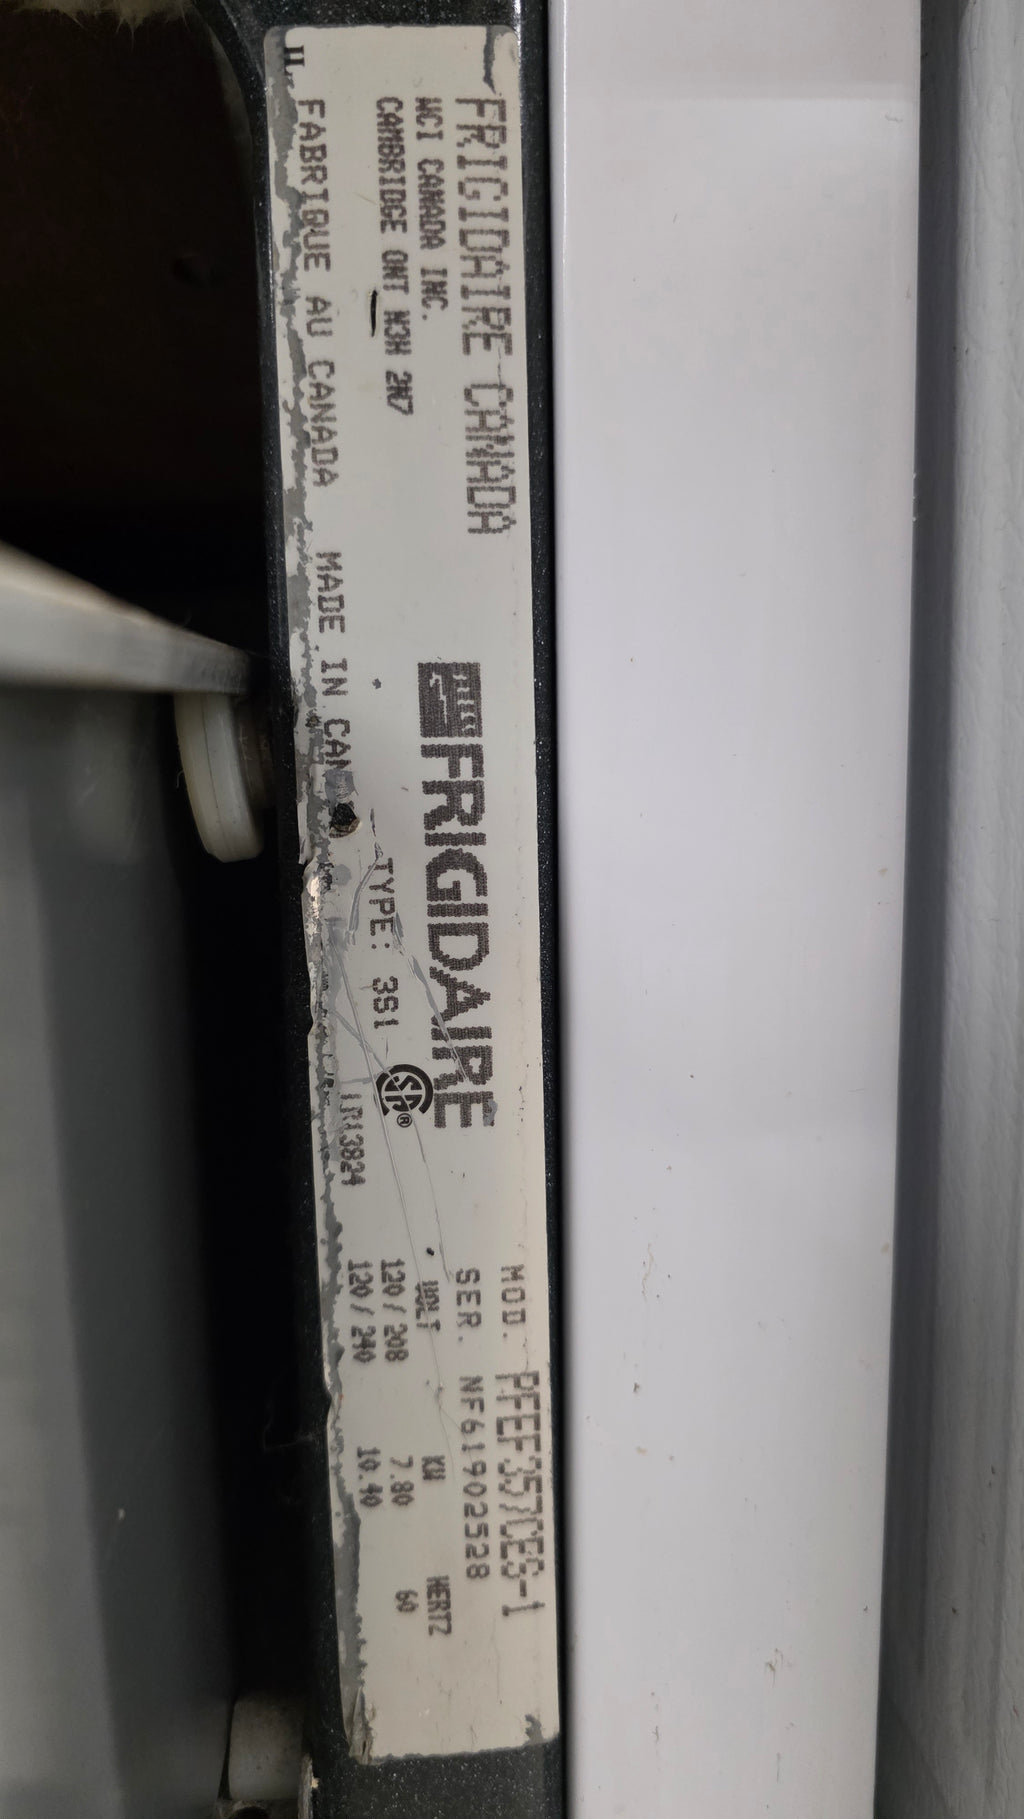 FRIGIDAIRE CANADA
WCI CANADA INC.
CAMBRIDGE ONT N3H 2N7
FABRIQUE AU CANADA MADE IN CAN
FRIGIDAIRE
TYPE: 3S1
SA®
LR13824
MOD. PFEF357CES-1
SER. NF61902528
VOLT KW HERTZ
120/208 7.80 60
120/240 10.40